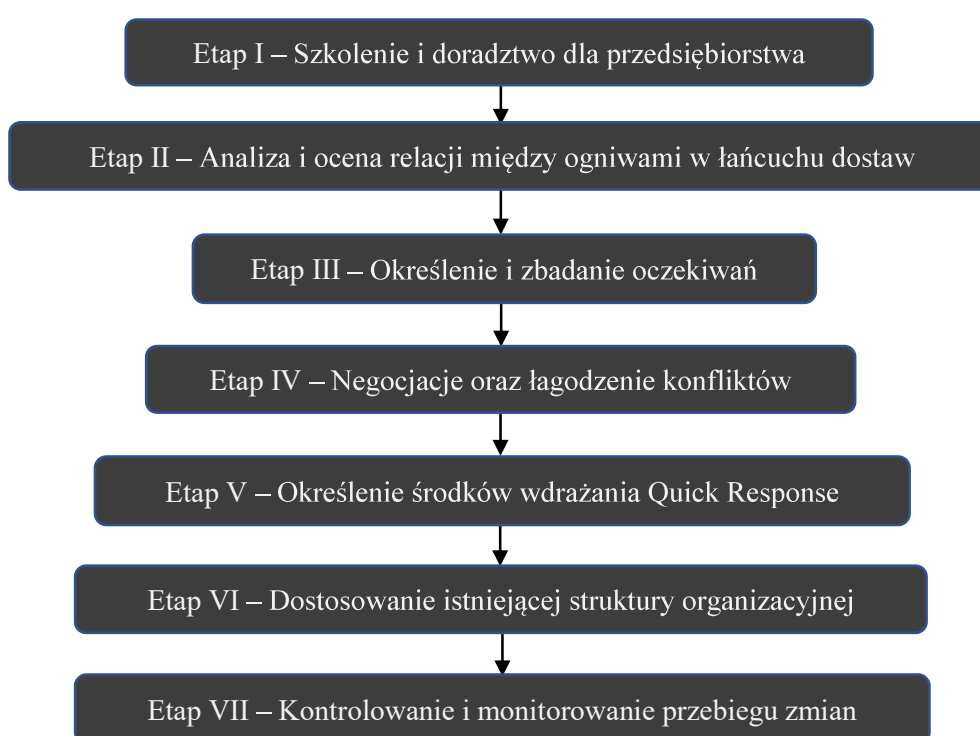 Etap I – Szkolenie i doradztwo dla przedsiębiorstwa
Etap II – Analiza i ocena relacji między ogniwami w łańcuchu dostaw
Etap III – Określenie i zbadanie oczekiwań
Etap IV – Negocjacje oraz łagodzenie konfliktów
Etap V – Określenie środków wdrażania Quick Response
Etap VI – Dostosowanie istniejącej struktury organizacyjnej
Etap VII – Kontrolowanie i monitorowanie przebiegu zmian